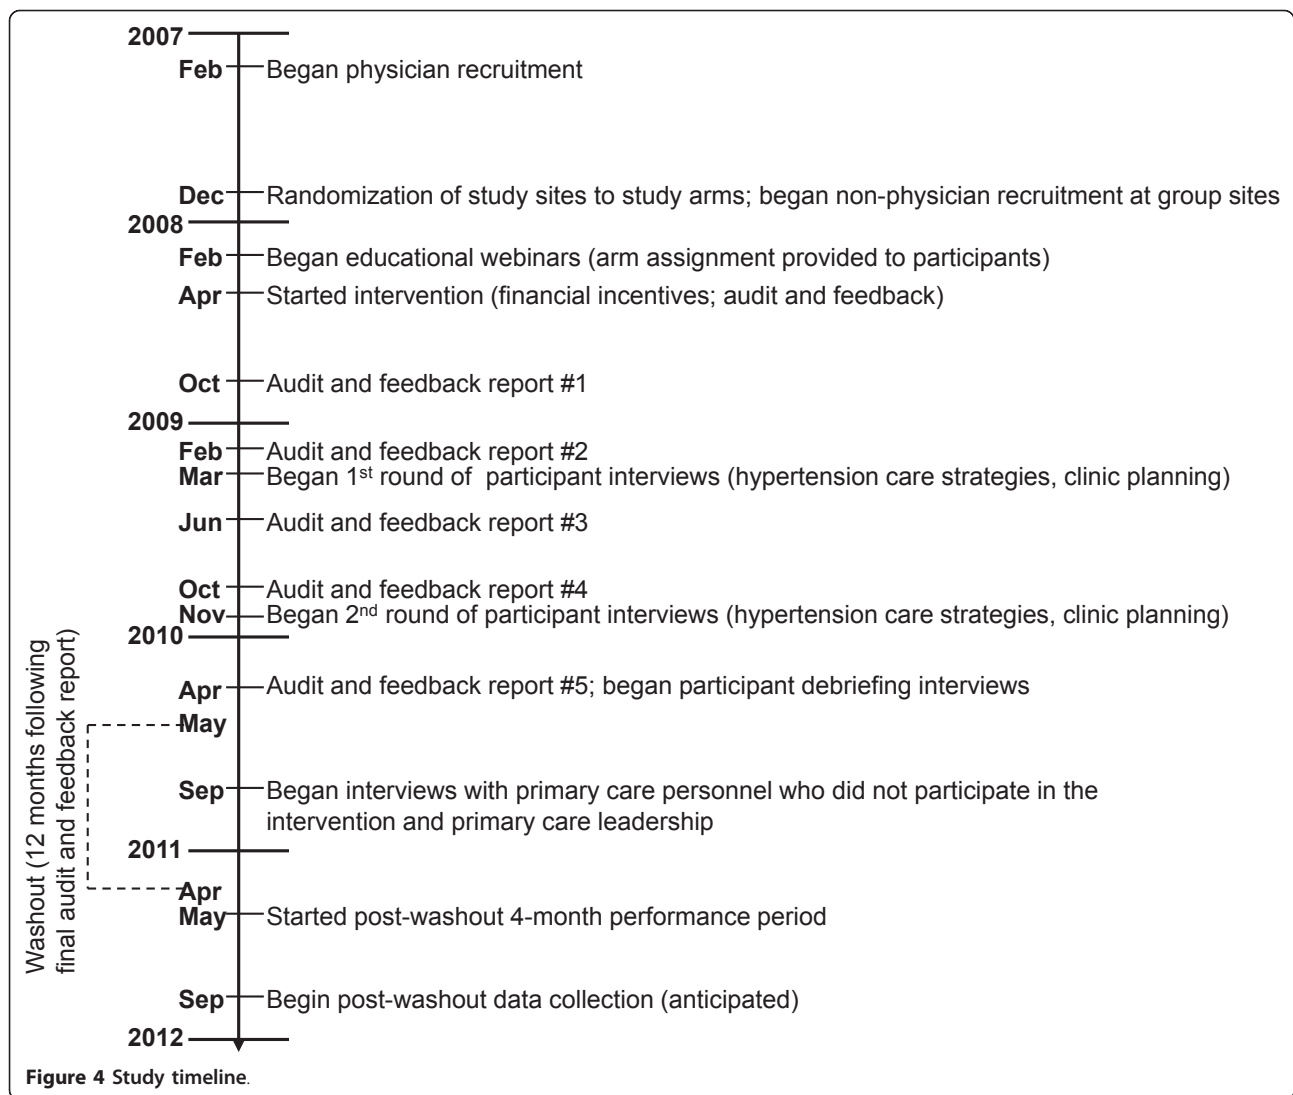 2007
Feb Began physician recruitment
Dec Randomization of study sites to study arms; began non-physician recruitment at group sites
2008
Feb Began educational webinars (arm assignment provided to participants)
Apr Started intervention (financial incentives; audit and feedback)
Oct Audit and feedback report #1
2009
Feb Audit and feedback report #2
Mar Began 1st round of participant interviews (hypertension care strategies, clinic planning)
Jun Audit and feedback report #3
Oct Audit and feedback report #4
Nov Began 2nd round of participant interviews (hypertension care strategies, clinic planning)
2010
Apr Audit and feedback report #5; began participant debriefing interviews
May
Washout (12 months following
final audit and feedback report)
Sep Began interviews with primary care personnel who did not participate in the
intervention and primary care leadership
2011
Apr
May Started post-washout 4-month performance period
Sep Begin post-washout data collection (anticipated)
2012
Figure 4 Study timeline.